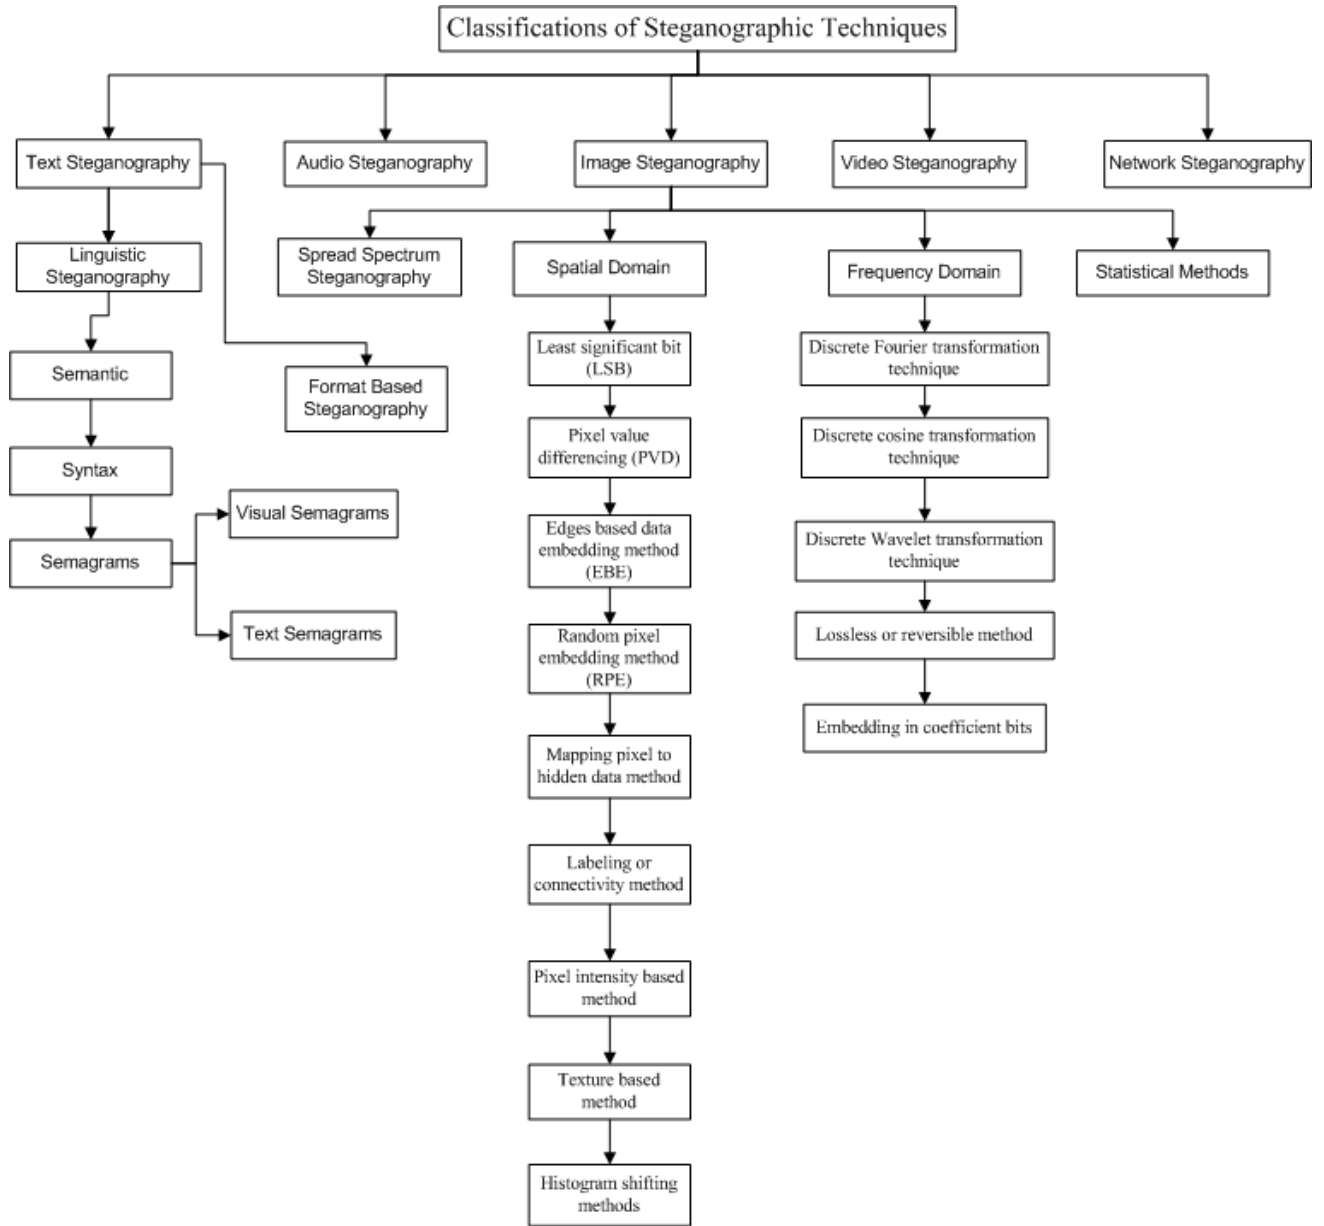 Classifications of Steganographic Techniques
Text Steganography
Audio Steganography
Image Steganography
Video Steganography
Network Steganography
Linguistic
Steganography
Spread Spectrum
Steganography
Spatial Domain
Frequency Domain
Statistical Methods
Semantic
Format Based
Steganography
Syntax
Semagrams
Visual Semagrams
Text Semagrams
Least significant bit
(LSB)
Pixel value
differencing (PVD)
Edges based data
embedding method
(EBE)
Random pixel
embedding method
(RPE)
Mapping pixel to
hidden data method
Labeling or
connectivity method
Pixel intensity based
method
Texture based
method
Histogram shifting
methods
Discrete Fourier transformation
technique
Discrete cosine transformation
technique
Discrete Wavelet transformation
technique
Lossless or reversible method
Embedding in coefficient bits